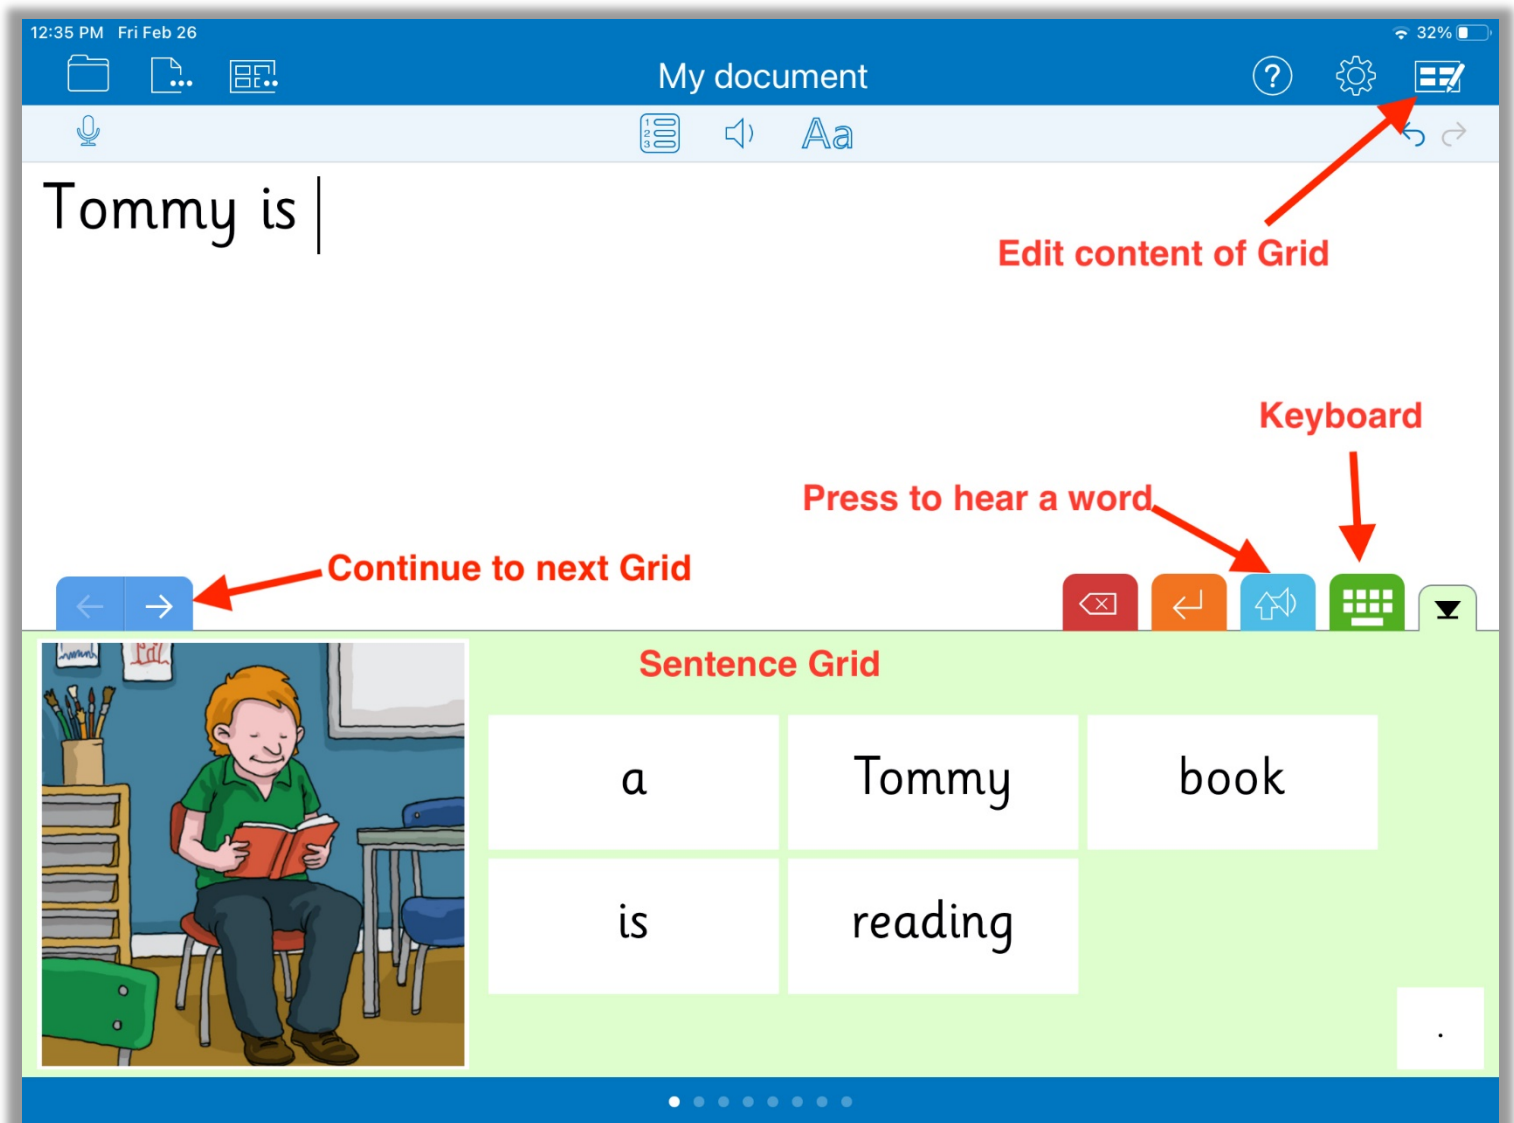 12:35 PM Fri Feb 26
32%
My document
Aa
Tommy is
Edit content of Grid
Keyboard
Press to hear a word
Continue to next Grid
Sentence Grid
a Tommy book
is reading
.